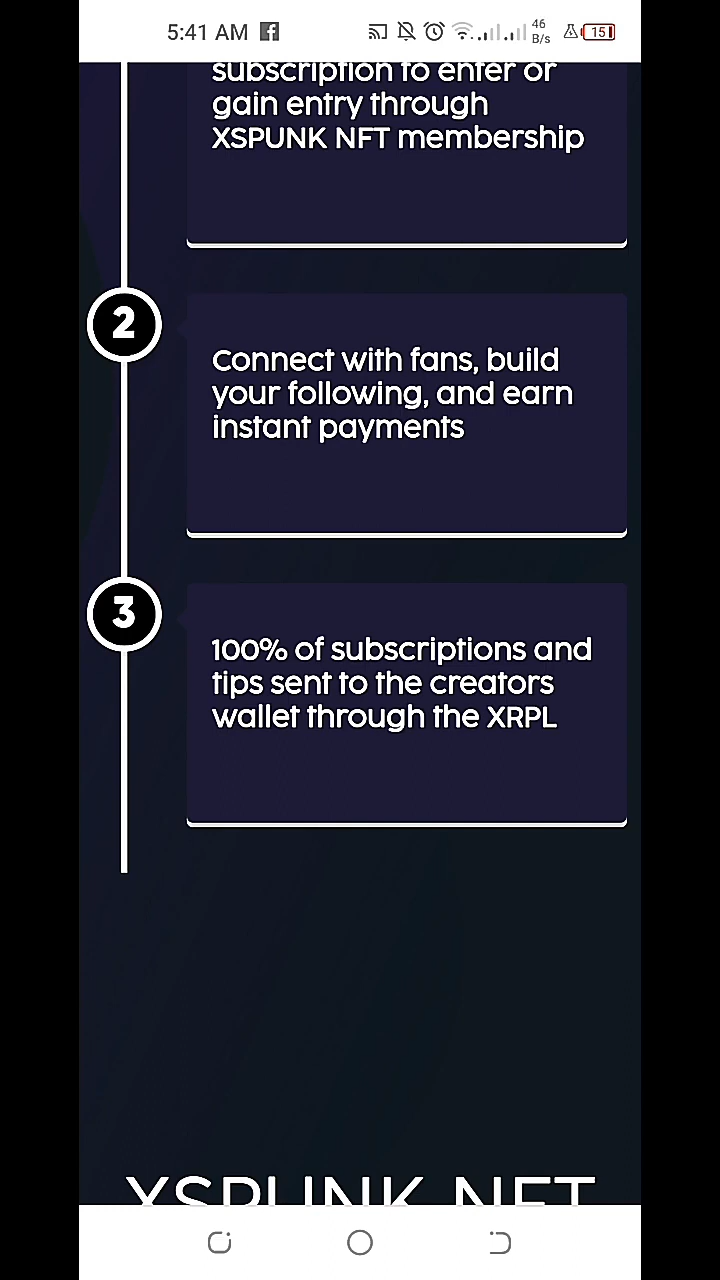 5:41 AM
46
B/s
15
subscription to enter or
gain entry through
XSPUNK NFT membership
2
Connect with fans, build
your following, and earn
instant payments
3
100% of subscriptions and
tips sent to the creators
wallet through the XRPL
XSPUNK NFT